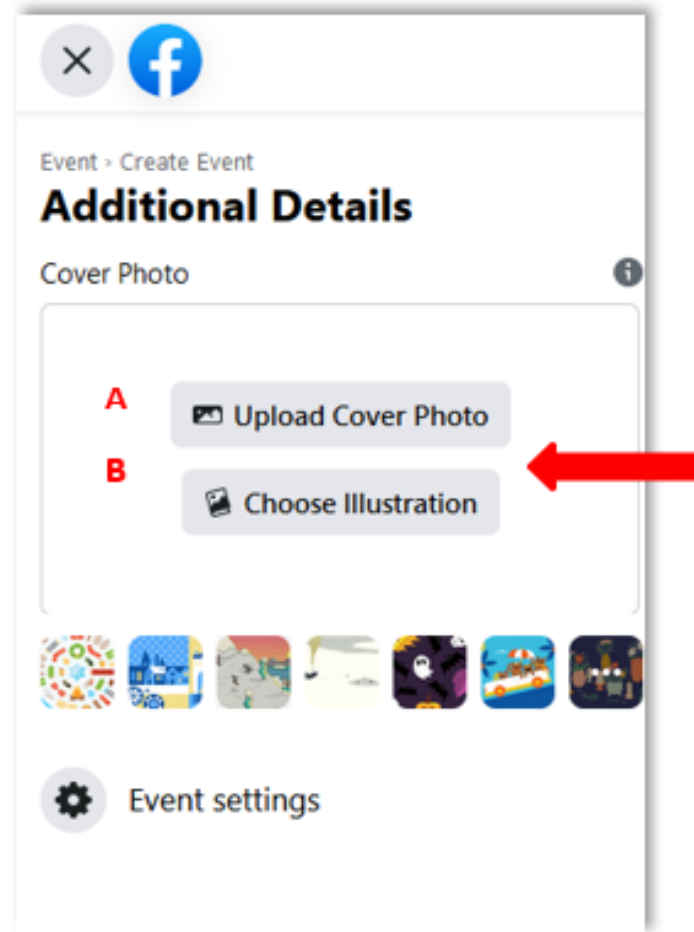 Event › Create Event
Additional Details
Cover Photo
A
Upload Cover Photo
B
Choose Illustration
Event settings